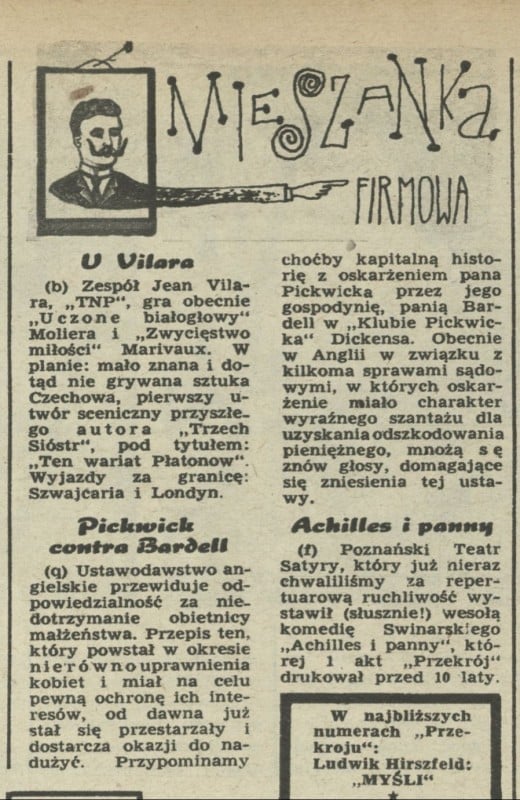 MIESZANKA
FIRMOWA
U Vilara
(b) Zespół Jean Vila-
ra, „TNP“, gra obecnie
„Uczone białogłowy“
Moliera i „Zwycięstwo
miłości“ Marivaux. W
planie: mało znana i do-
tąd nie grywana sztuka
Czechowa, pierwszy u-
twór sceniczny przyszłe-
go autora „Trzech
Sióstr“, pod tytułem:
„Ten wariat Płatonow“.
Wyjazdy za granicę:
Szwajcaria i Londyn.
Pickwick
contra Bardell
(q) Ustawodawstwo an-
gielskie przewiduje od-
powiedzialność za nie-
dotrzymanie obietnicy
małżeństwa. Przepis ten,
który powstał w okresie
nierównouprawnienia
kobiet i miał na celu
pewną ochronę ich inte-
resów, od dawna już
stał się przestarzały i
dostarcza okazji do na-
dużyć. Przypominamy
choćby kapitalną histo-
rię z oskarżeniem pana
Pickwicka przez jego
gospodynię, panią Bar-
dell w „Klubie Pickwic-
ka“ Dickensa. Obecnie
w Anglii w związku z
kilkoma sprawami sądo-
wymi, w których oskar-
żenie miało charakter
wyraźnego szantażu dla
uzyskania odszkodowania
pieniężnego, mnożą s ę
znów głosy, domagające
się zniesienia tej usta-
wy.
Achilles i panny
(f) Poznański Teatr
Satyry, który już nieraz
chwaliliśmy za reper-
tuarową ruchliwość wy-
stawił (słusznie!) wesołą
komedię Swinarskiego
„Achilles i panny“, któ-
rej 1 akt „Przekrój“
drukował przed 10 laty.
W najbliższych
numerach „Prze-
kroju“:
Ludwik Hirszfeld:
„MYŚLI“